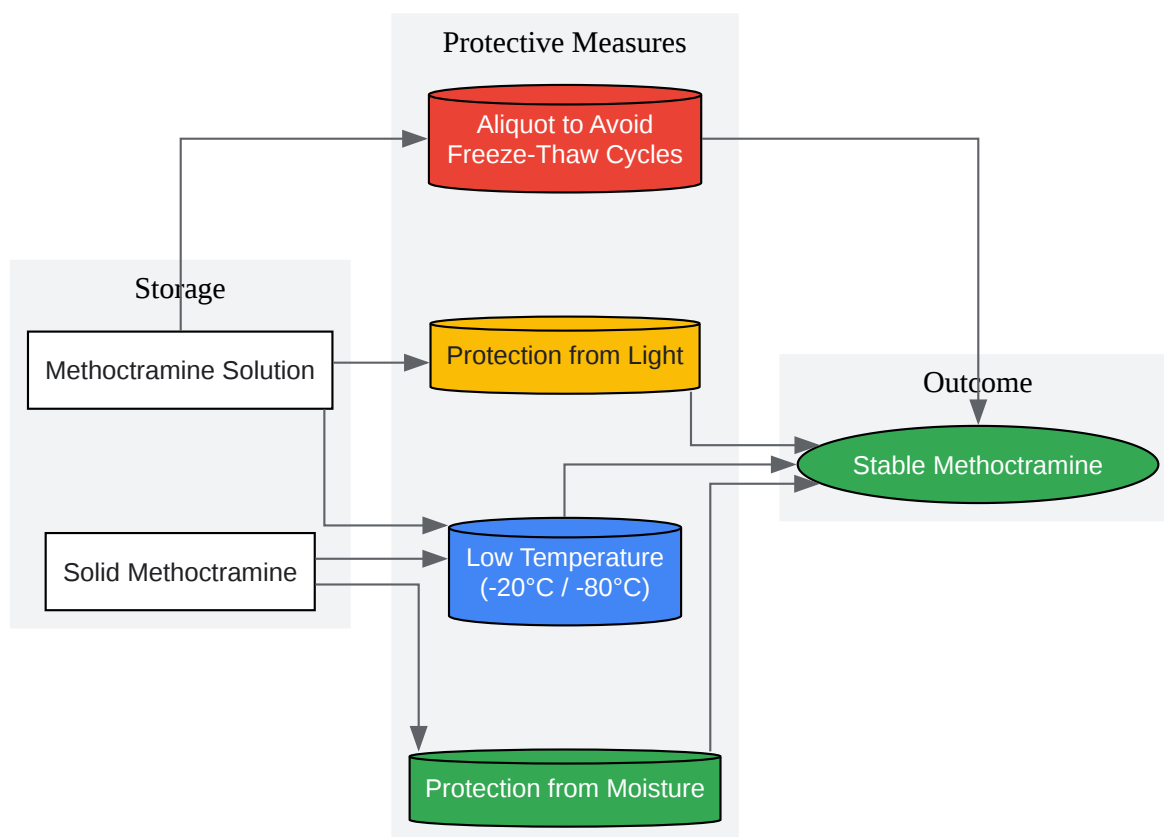 Protective Measures
Aliquot to Avoid
Freeze-Thaw Cycles
Storage
Methoctramine Solution
Protection from Light
Outcome
Stable Methoctramine
Solid Methoctramine
Low Temperature
(-20°C / -80°C)
Protection from Moisture